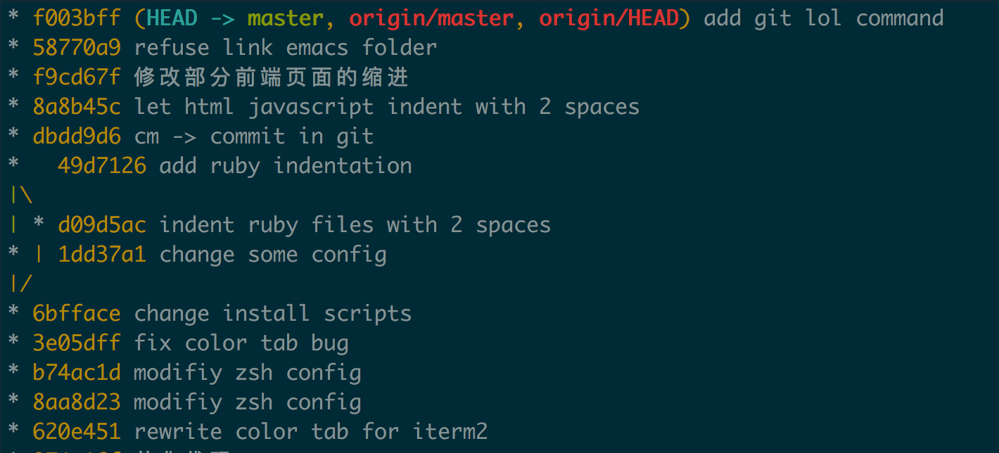 * f003bff (HEAD -> master, origin/master, origin/HEAD) add git lol command
* 58770a9 refuse link emacs folder
* f9cd67f 修改部分前端页面的缩进
* 8a8b45c let html javascript indent with 2 spaces
* dbdd9d6 cm -> commit in git
*   49d7126 add ruby indentation
|\
| * d09d5ac indent ruby files with 2 spaces
* | 1dd37a1 change some config
|/
* 6bfface change install scripts
* 3e05dff fix color tab bug
* b74ac1d modifiy zsh config
* 8aa8d23 modifiy zsh config
* 620e451 rewrite color tab for iterm2